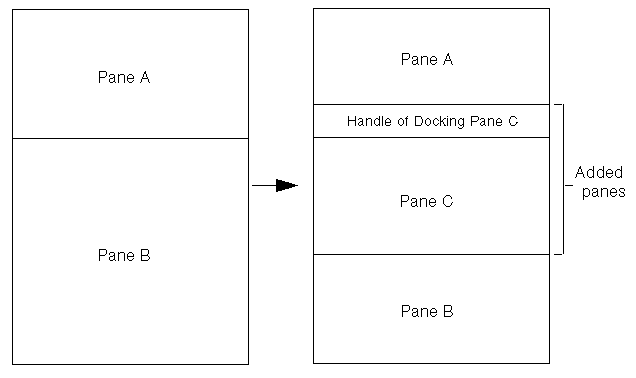 Pane A
Pane B
Pane A
Handle of Docking Pane C
Pane C
Pane B
Added
panes